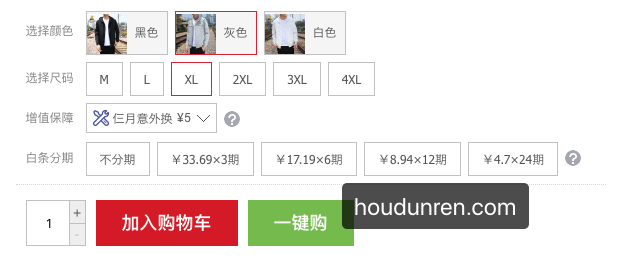 选择颜色 黑色 灰色 白色
选择尺码 M L XL 2XL 3XL 4XL
增值保障 仨月意外换 ¥5 ?
白条分期 不分期 ￥33.69×3期 ￥17.19×6期 ￥8.94×12期 ￥4.7×24期 ?
1 + - 加入购物车 一键购 houdunren.com